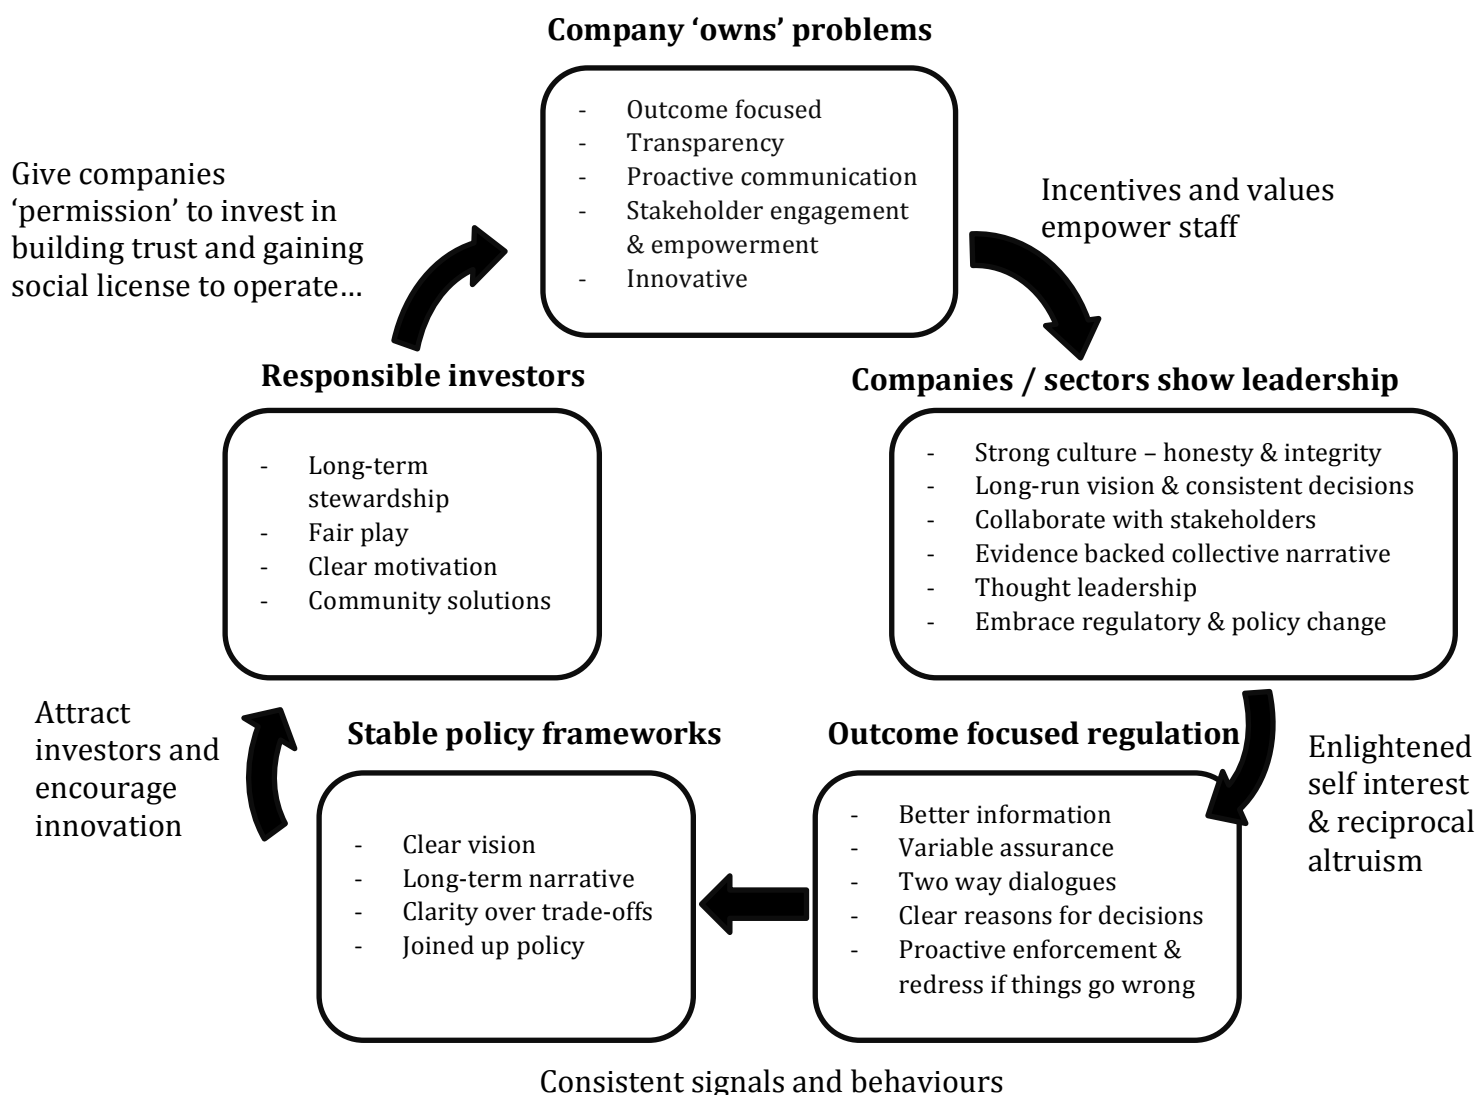 Company ‘owns’ problems
- Outcome focused
- Transparency
- Proactive communication
- Stakeholder engagement
& empowerment
- Innovative
Give companies
‘permission’ to invest in
building trust and gaining
social license to operate…
Incentives and values
empower staff
Responsible investors
- Long-term
stewardship
- Fair play
- Clear motivation
- Community solutions
Companies / sectors show leadership
- Strong culture – honesty & integrity
- Long-run vision & consistent decisions
- Collaborate with stakeholders
- Evidence backed collective narrative
- Thought leadership
- Embrace regulatory & policy change
Attract
investors and
encourage
innovation
Stable policy frameworks
- Clear vision
- Long-term narrative
- Clarity over trade-offs
- Joined up policy
Outcome focused regulation
- Better information
- Variable assurance
- Two way dialogues
- Clear reasons for decisions
- Proactive enforcement &
redress if things go wrong
Enlightened
self interest
& reciprocal
altruism
Consistent signals and behaviours